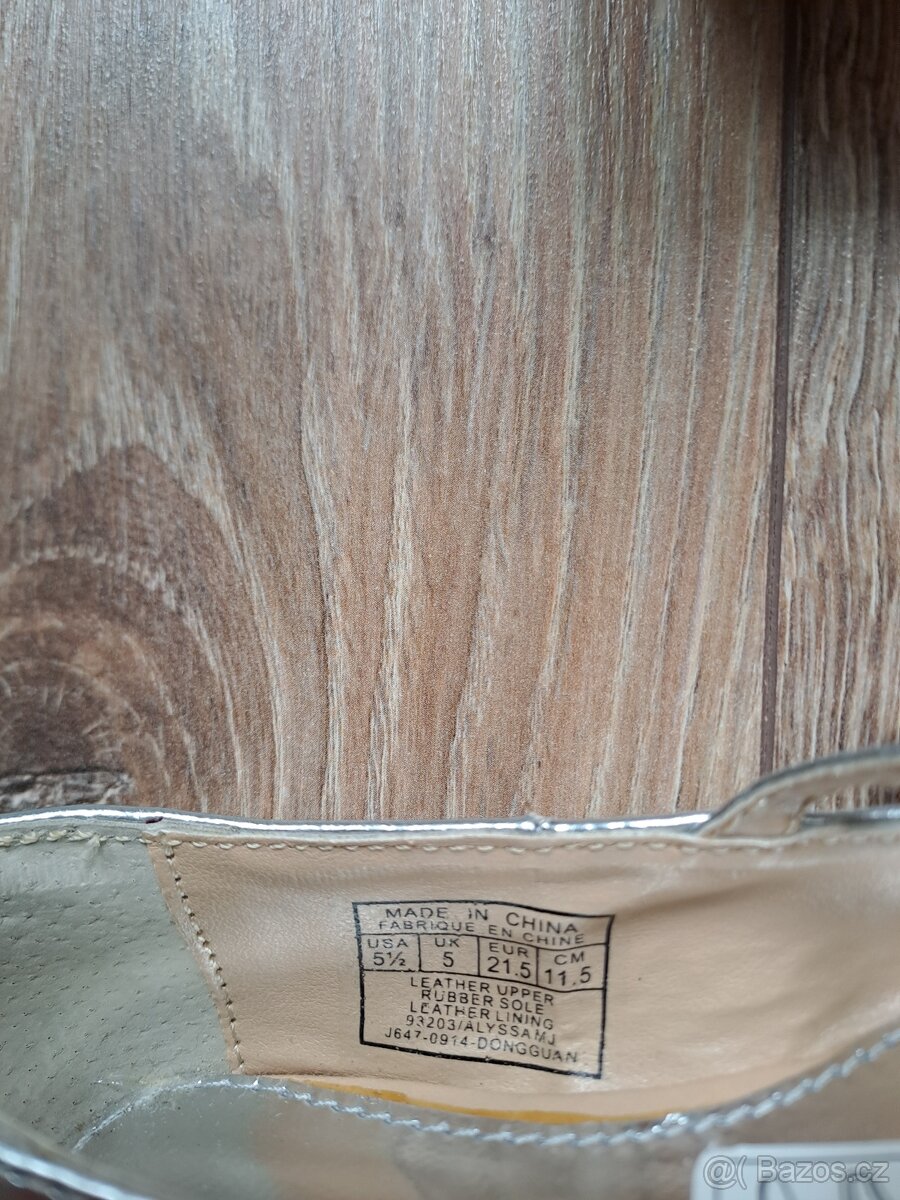 MADE IN CHINA
FABRIQUE EN CHINE
USA UK EUR CM
5½ 5 21.5 11.5
LEATHER UPPER
RUBBER SOLE
LEATHER LINING
93203/ALYSSAMJ
J647-0914-DONGGUAN
@( Bazos.cz